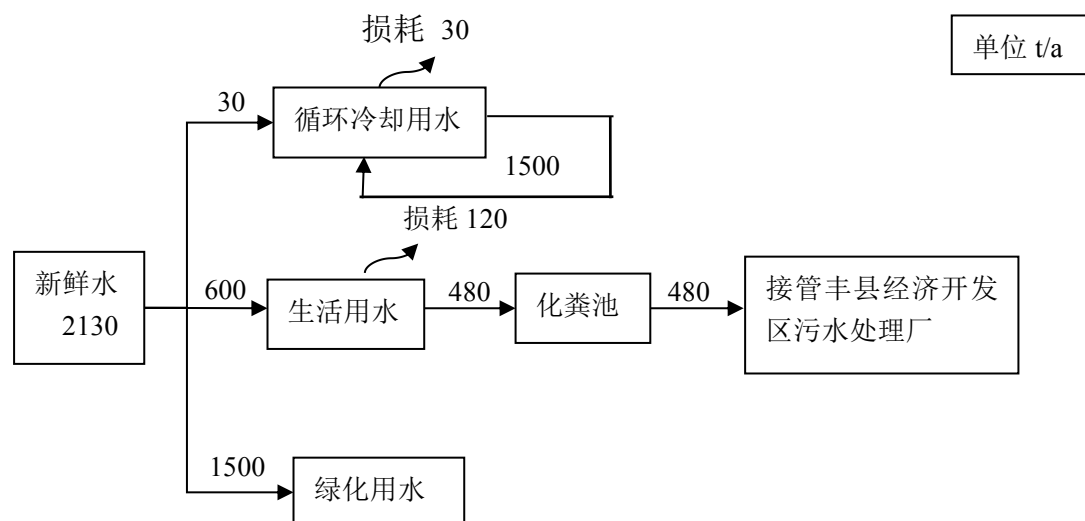 损耗 30
单位 t/a
30
循环冷却用水
1500
损耗 120
新鲜水
2130
600
生活用水
480
化粪池
480
接管丰县经济开发
区污水处理厂
1500
绿化用水